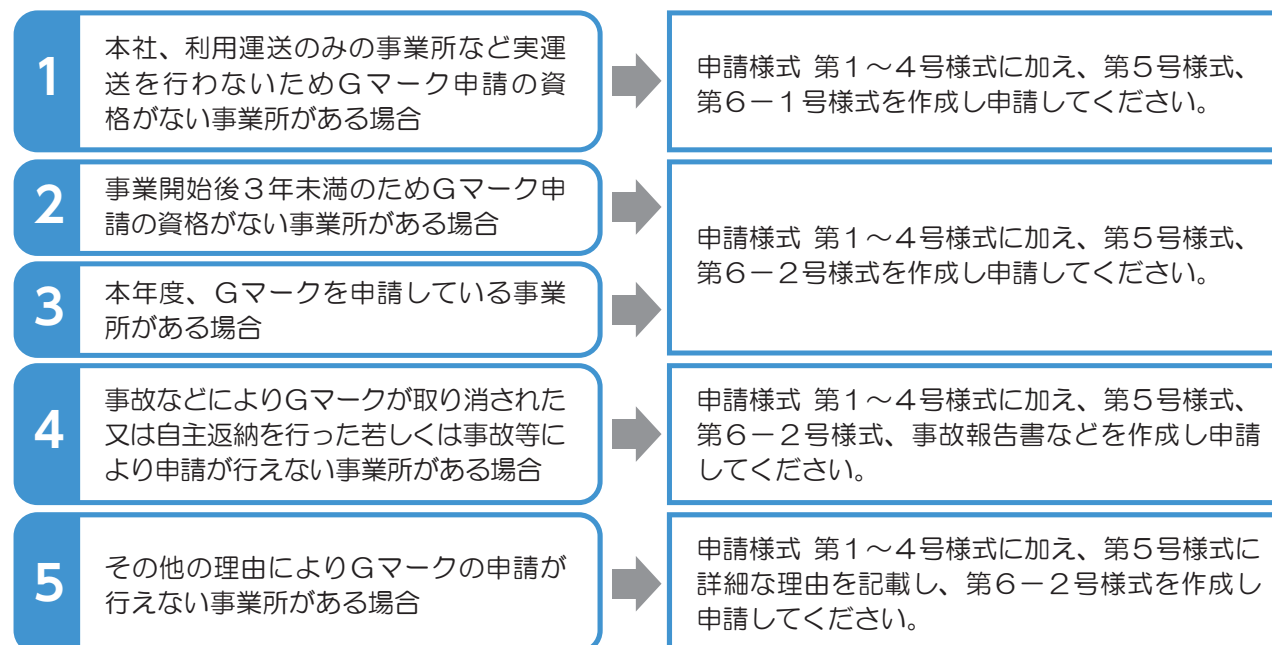 1
本社、利用運送のみの事業所など実運
送を行わないためGマーク申請の資
格がない事業所がある場合
申請様式 第1～4号様式に加え、第5号様式、
第6－1号様式を作成し申請してください。
2
事業開始後3年未満のためGマーク申
請の資格がない事業所がある場合
3
本年度、Gマークを申請している事業
所がある場合
申請様式 第1～4号様式に加え、第5号様式、
第6－2号様式を作成し申請してください。
4
事故などによりGマークが取り消された
又は自主返納を行った若しくは事故等に
より申請が行えない事業所がある場合
申請様式 第1～4号様式に加え、第5号様式、
第6－2号様式、事故報告書などを作成し申請
してください。
5
その他の理由によりGマークの申請が
行えない事業所がある場合
申請様式 第1～4号様式に加え、第5号様式に
詳細な理由を記載し、第6－2号様式を作成し
申請してください。